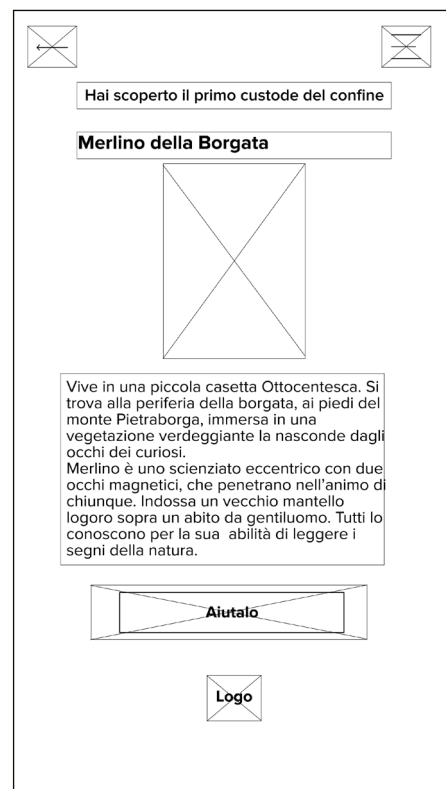 Hai scoperto il primo custode del confine
Merlino della Borgata
Vive in una piccola casetta Ottocentesca. Si
trova alla periferia della borgata, ai piedi del
monte Pietraborga, immersa in una
vegetazione verdeggiante la nasconde dagli
occhi dei curiosi.
Merlino è uno scienziato eccentrico con due
occhi magnetici, che penetrano nell'animo di
chiunque. Indossa un vecchio mantello
logoro sopra un abito da gentiluomo. Tutti lo
conoscono per la sua  abilità di leggere i
segni della natura.
Aiutalo
Logo